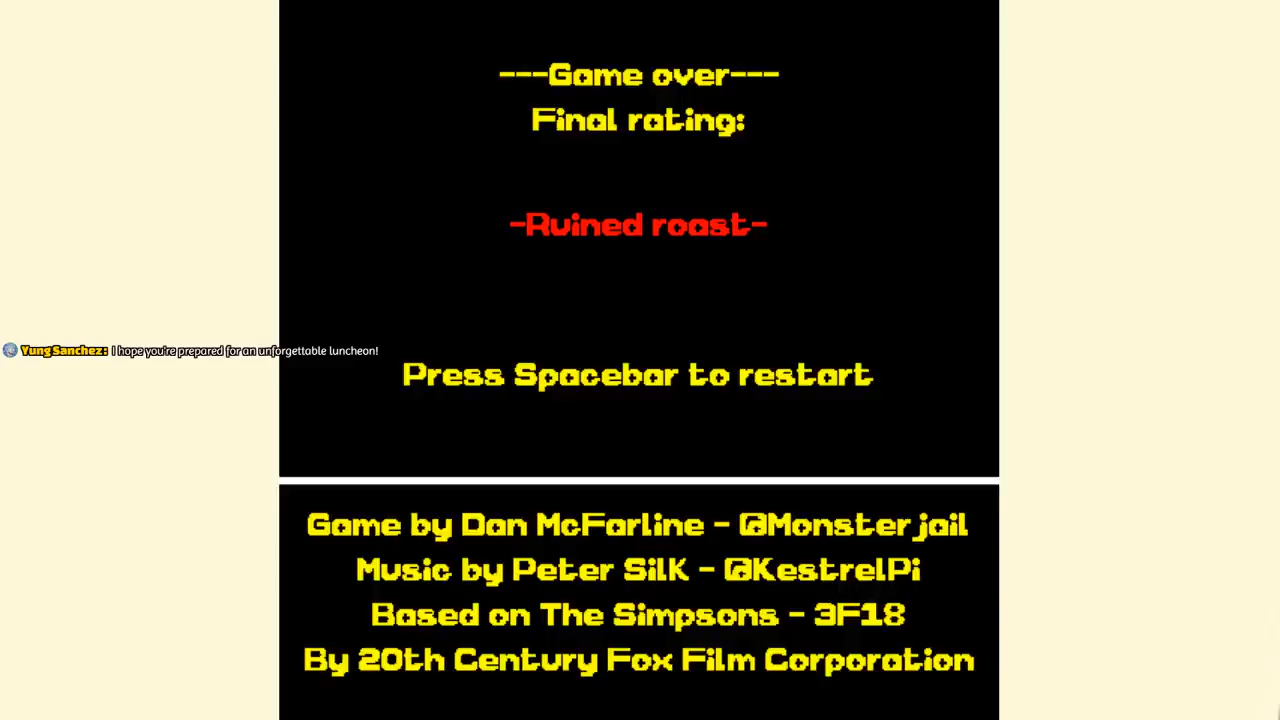 ---Game over---
Final rating:
-Ruined roast-
Yung Sanchez: I hope you're prepared for an unforgettable luncheon!
Press Spacebar to restart
Game by Dan McFarline - @Monsterjail
Music by Peter Silk - @KestrelPi
Based on The Simpsons - 3F18
By 20th Century Fox Film Corporation